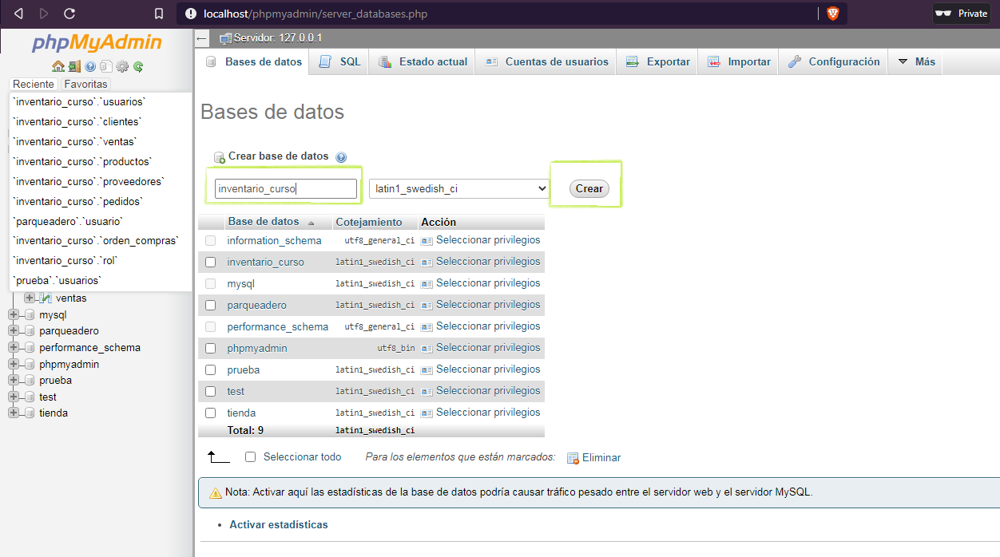 localhost/phpmyadmin/server_databases.php
Private
phpMyAdmin
Reciente Favoritas
`inventario_curso`.`usuarios`
`inventario_curso`.`clientes`
`inventario_curso`.`ventas`
`inventario_curso`.`productos`
`inventario_curso`.`proveedores`
`inventario_curso`.`pedidos`
`parqueadero`.`usuario`
`inventario_curso`.`orden_compras`
`inventario_curso`.`rol`
`prueba`.`usuarios`
ventas
mysql
parqueadero
performance_schema
phpmyadmin
prueba
test
tienda
Servidor: 127.0.0.1
Bases de datos SQL Estado actual Cuentas de usuarios Exportar Importar Configuración Más
Bases de datos
Crear base de datos
inventario_curso latin1_swedish_ci Crear
Base de datos Cotejamiento Acción
information_schema utf8_general_ci Seleccionar privilegios
inventario_curso latin1_swedish_ci Seleccionar privilegios
mysql latin1_swedish_ci Seleccionar privilegios
parqueadero latin1_swedish_ci Seleccionar privilegios
performance_schema utf8_general_ci Seleccionar privilegios
phpmyadmin utf8_bin Seleccionar privilegios
prueba latin1_swedish_ci Seleccionar privilegios
test latin1_swedish_ci Seleccionar privilegios
tienda latin1_swedish_ci Seleccionar privilegios
Total: 9 latin1_swedish_ci
Seleccionar todo Para los elementos que están marcados: Eliminar
Nota: Activar aquí las estadísticas de la base de datos podría causar tráfico pesado entre el servidor web y el servidor MySQL.
• Activar estadísticas